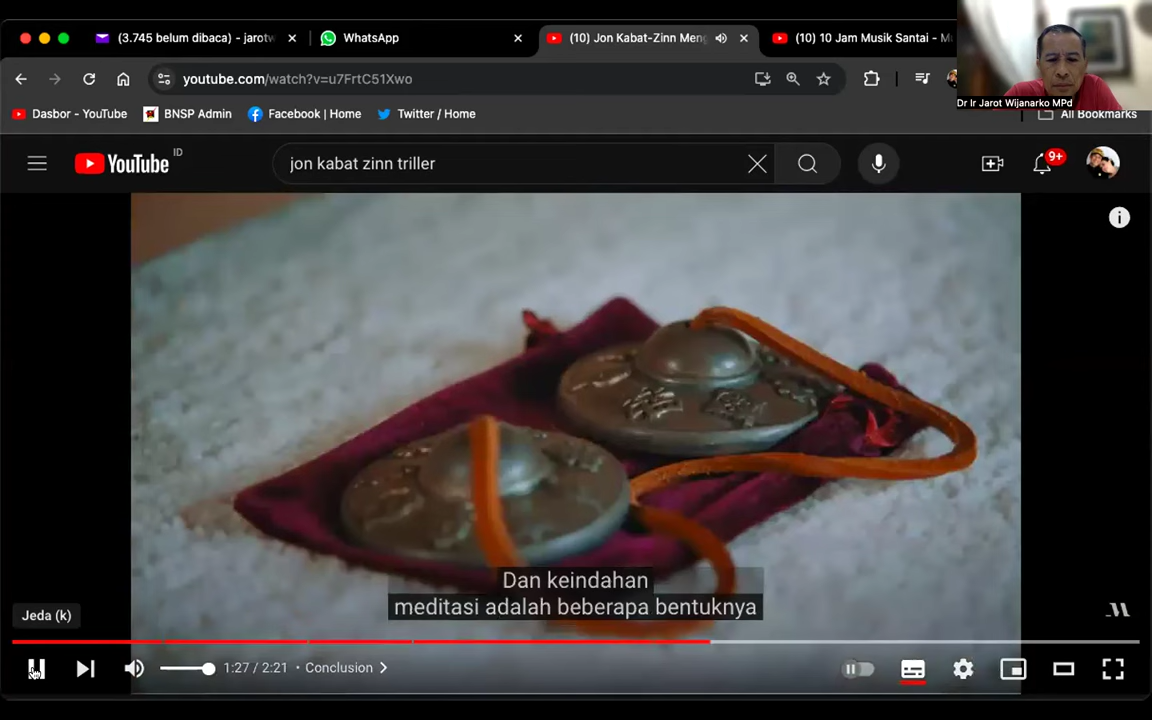 (3.745 belum dibaca) - jarotw
WhatsApp
(10) Jon Kabat-Zinn Meng
(10) 10 Jam Musik Santai - M
youtube.com/watch?v=u7FrtC51Xwo
Dr Ir Jarot Wijanarko MPd
Dasbor - YouTube
BNSP Admin
Facebook | Home
Twitter / Home
All Bookmarks
YouTube ID
jon kabat zinn triller
9+
Dan keindahan
meditasi adalah beberapa bentuknya
Jeda (k)
1:27 / 2:21 • Conclusion